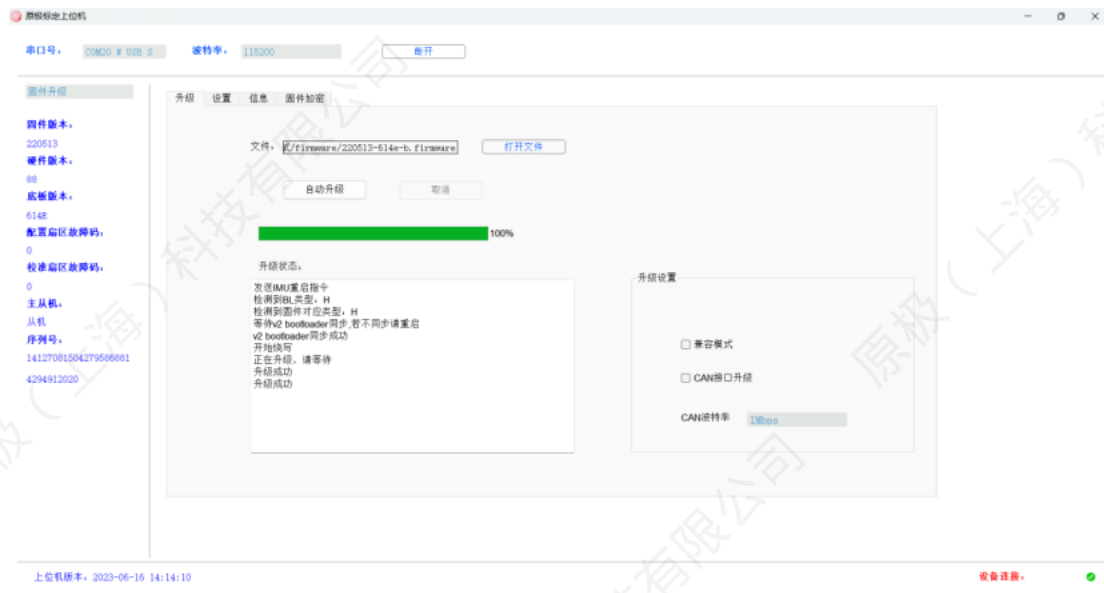 原极标定上位机
串口号： COM20 # USB S 波特率： 115200 断开
固件升级
固件版本：
220513
硬件版本：
88
底板版本：
614E
配置扇区故障码：
0
校准扇区故障码：
0
主从机：
从机
序列号：
14127081504279586881
4294912020
升级 设置 信息 固件加密
文件： /firmware/220513-614e-b.firmware 打开文件
自动升级 取消
100%
升级状态：
发送IMU重启指令
检测到BL类型：H
检测到固件对应类型：H
等待v2 bootloader同步,若不同步请重启
v2 bootloader同步成功
开始烧写
正在升级，请等待
升级成功
升级成功
升级设置
兼容模式
CAN接口升级
CAN波特率 1Mbps
上位机版本：2023-06-16 14:14:10
设备连接：
原极（上海）科技有限公司